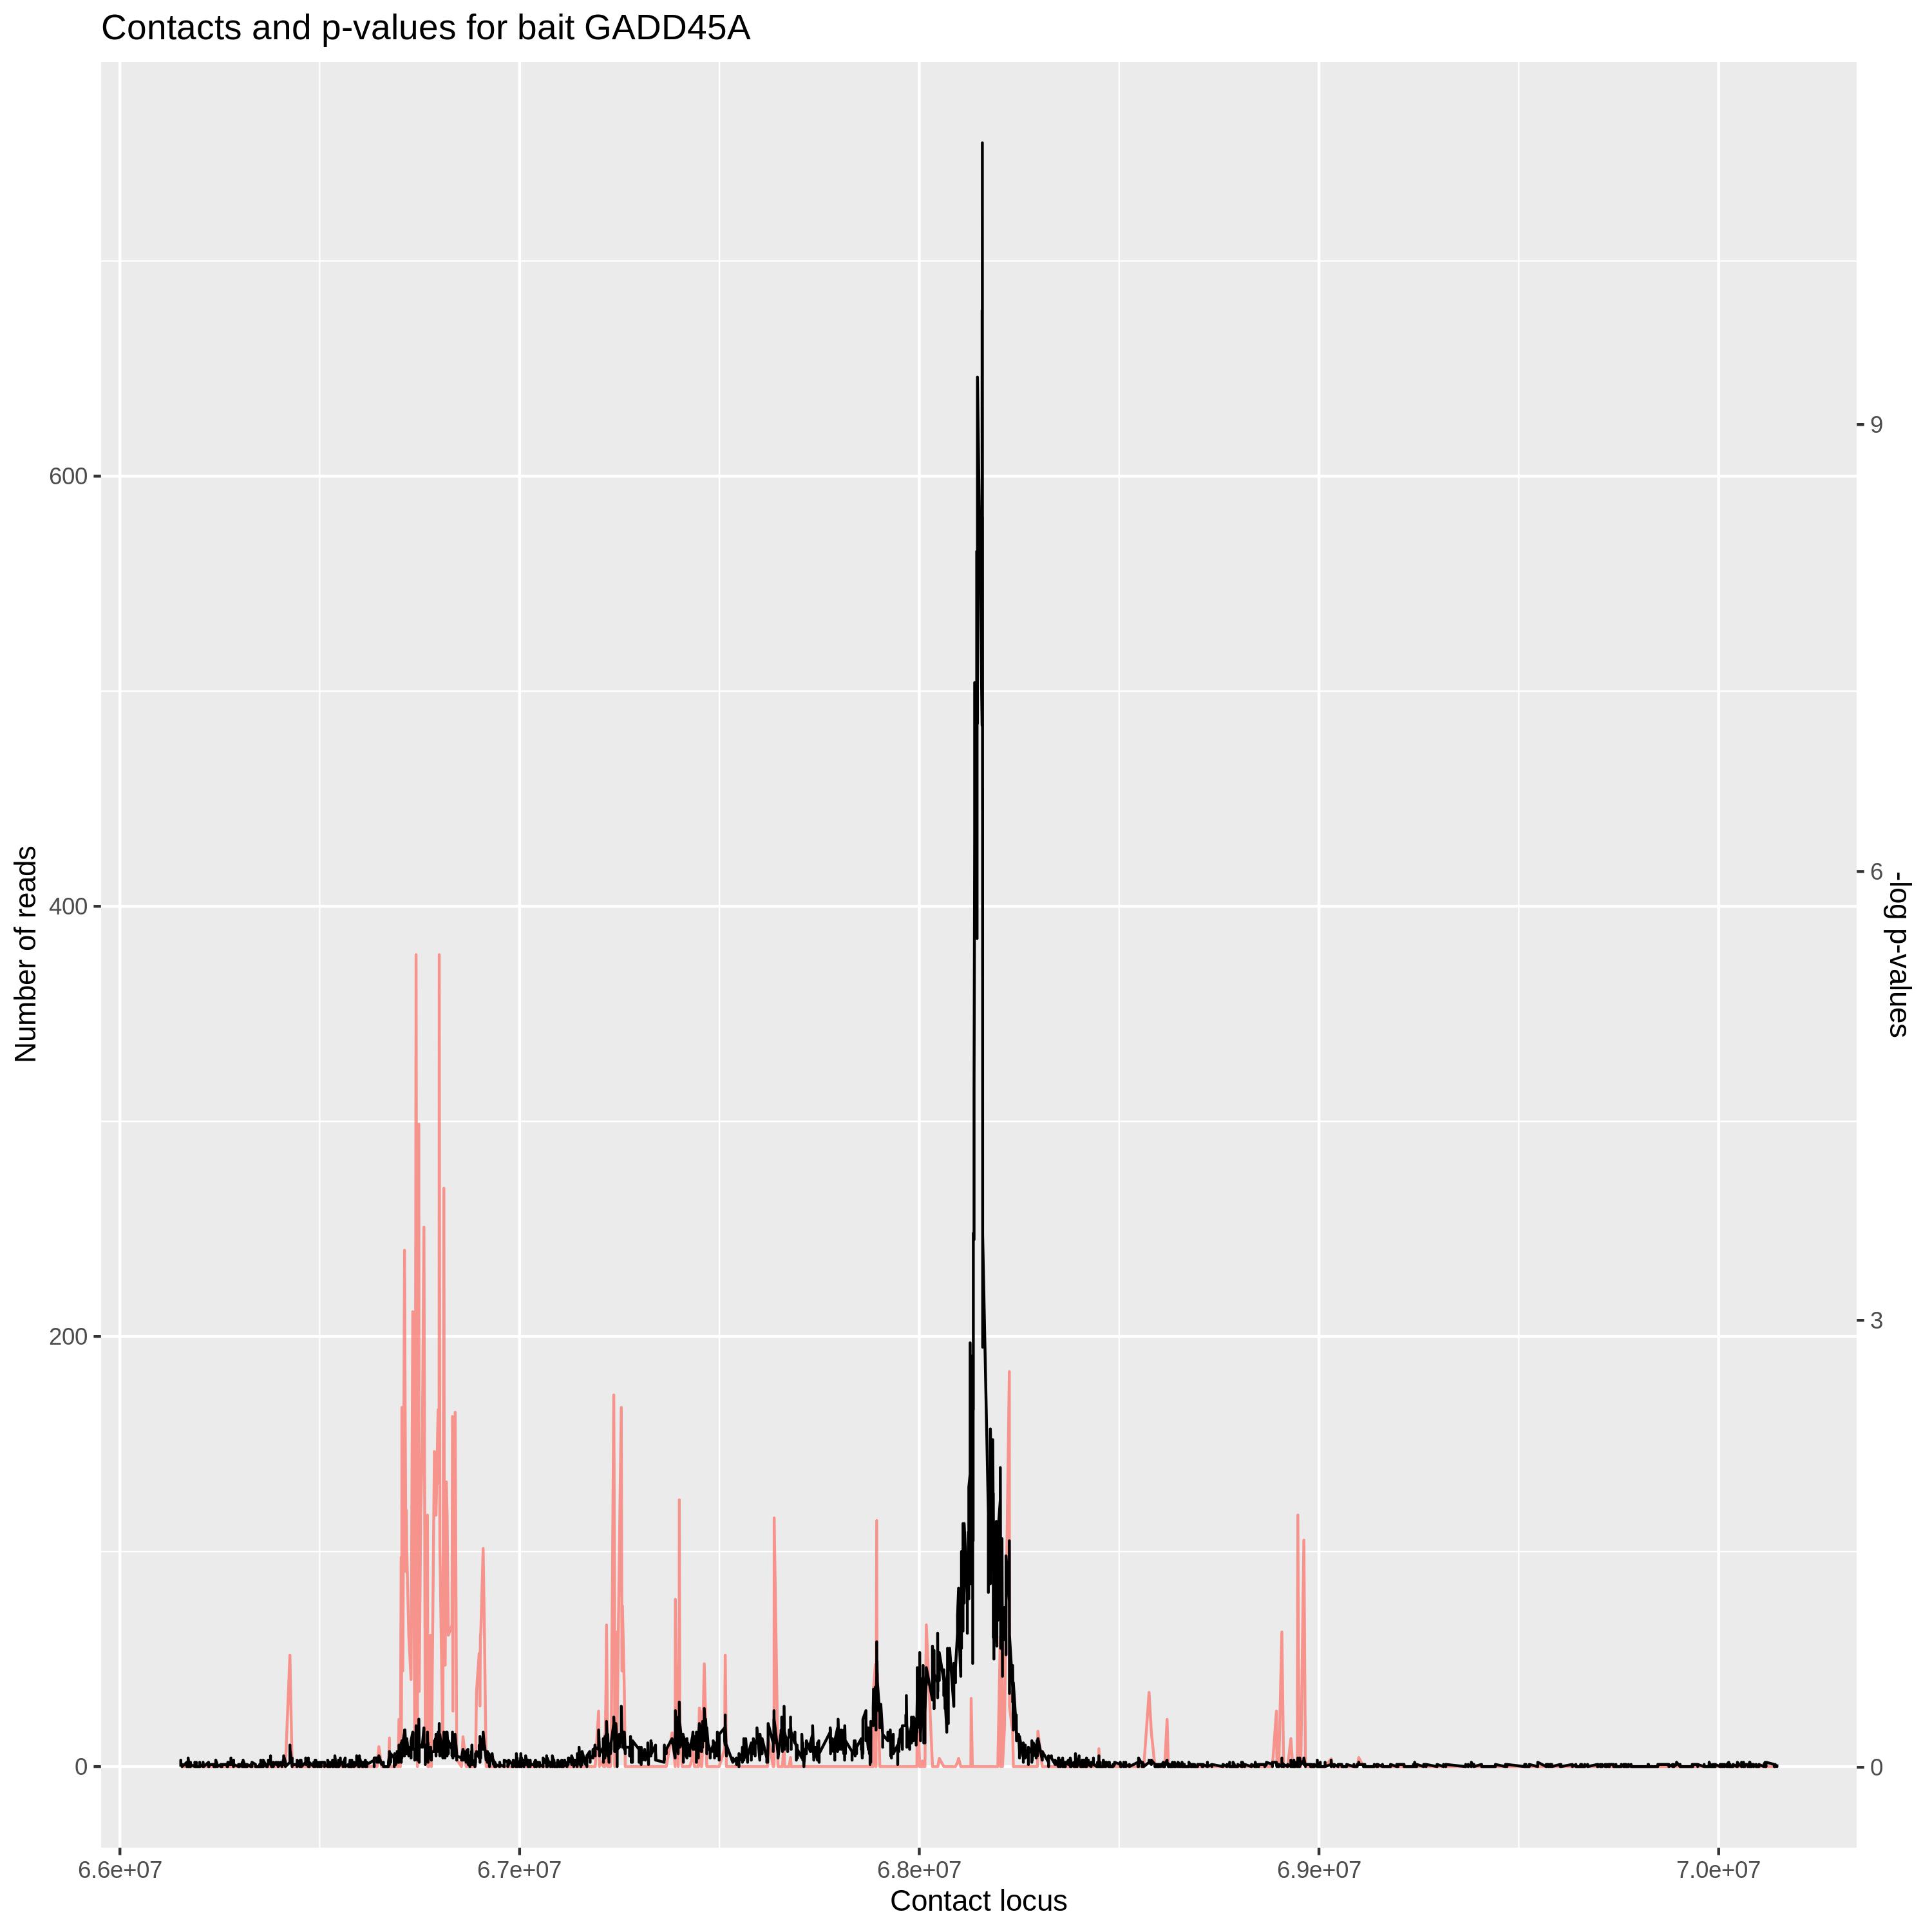 Contacts and p-values for bait GADD45A
Number of reads
600
400
200
0
9
6
3
0
-log p-values
6.6e+07 6.7e+07 6.8e+07 6.9e+07 7.0e+07
Contact locus